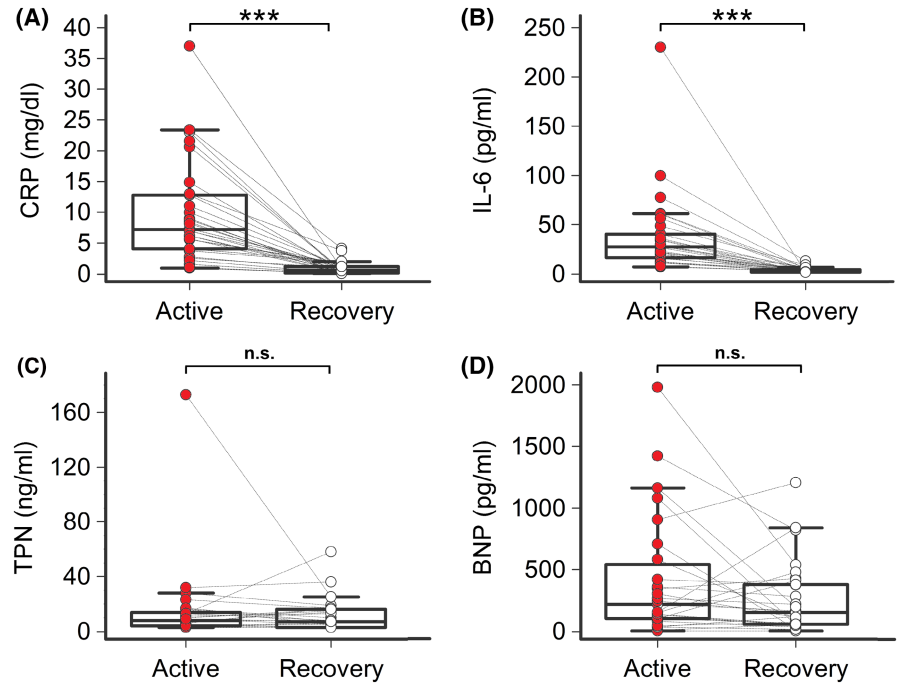 (A)
***
CRP (mg/dl)
40
35
30
25
20
15
10
5
0
Active
Recovery
(B)
***
IL-6 (pg/ml)
250
200
150
100
50
0
Active
Recovery
(C)
n.s.
TPN (ng/ml)
160
120
80
40
0
Active
Recovery
(D)
n.s.
BNP (pg/ml)
2000
1500
1000
500
0
Active
Recovery